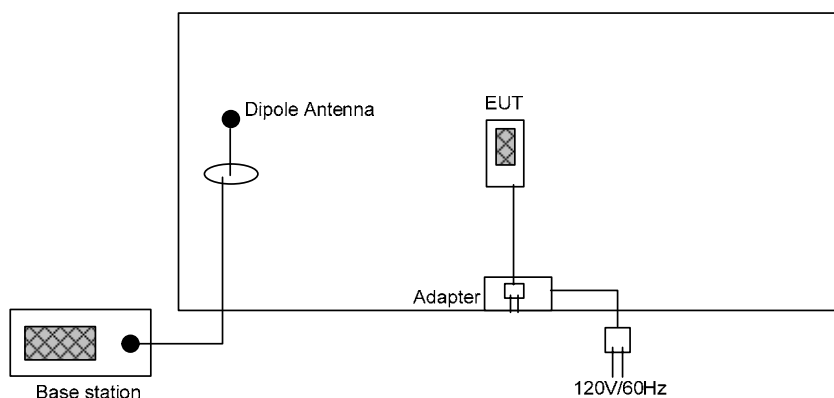 Dipole Antenna
EUT
Adapter
Base station
120V/60Hz